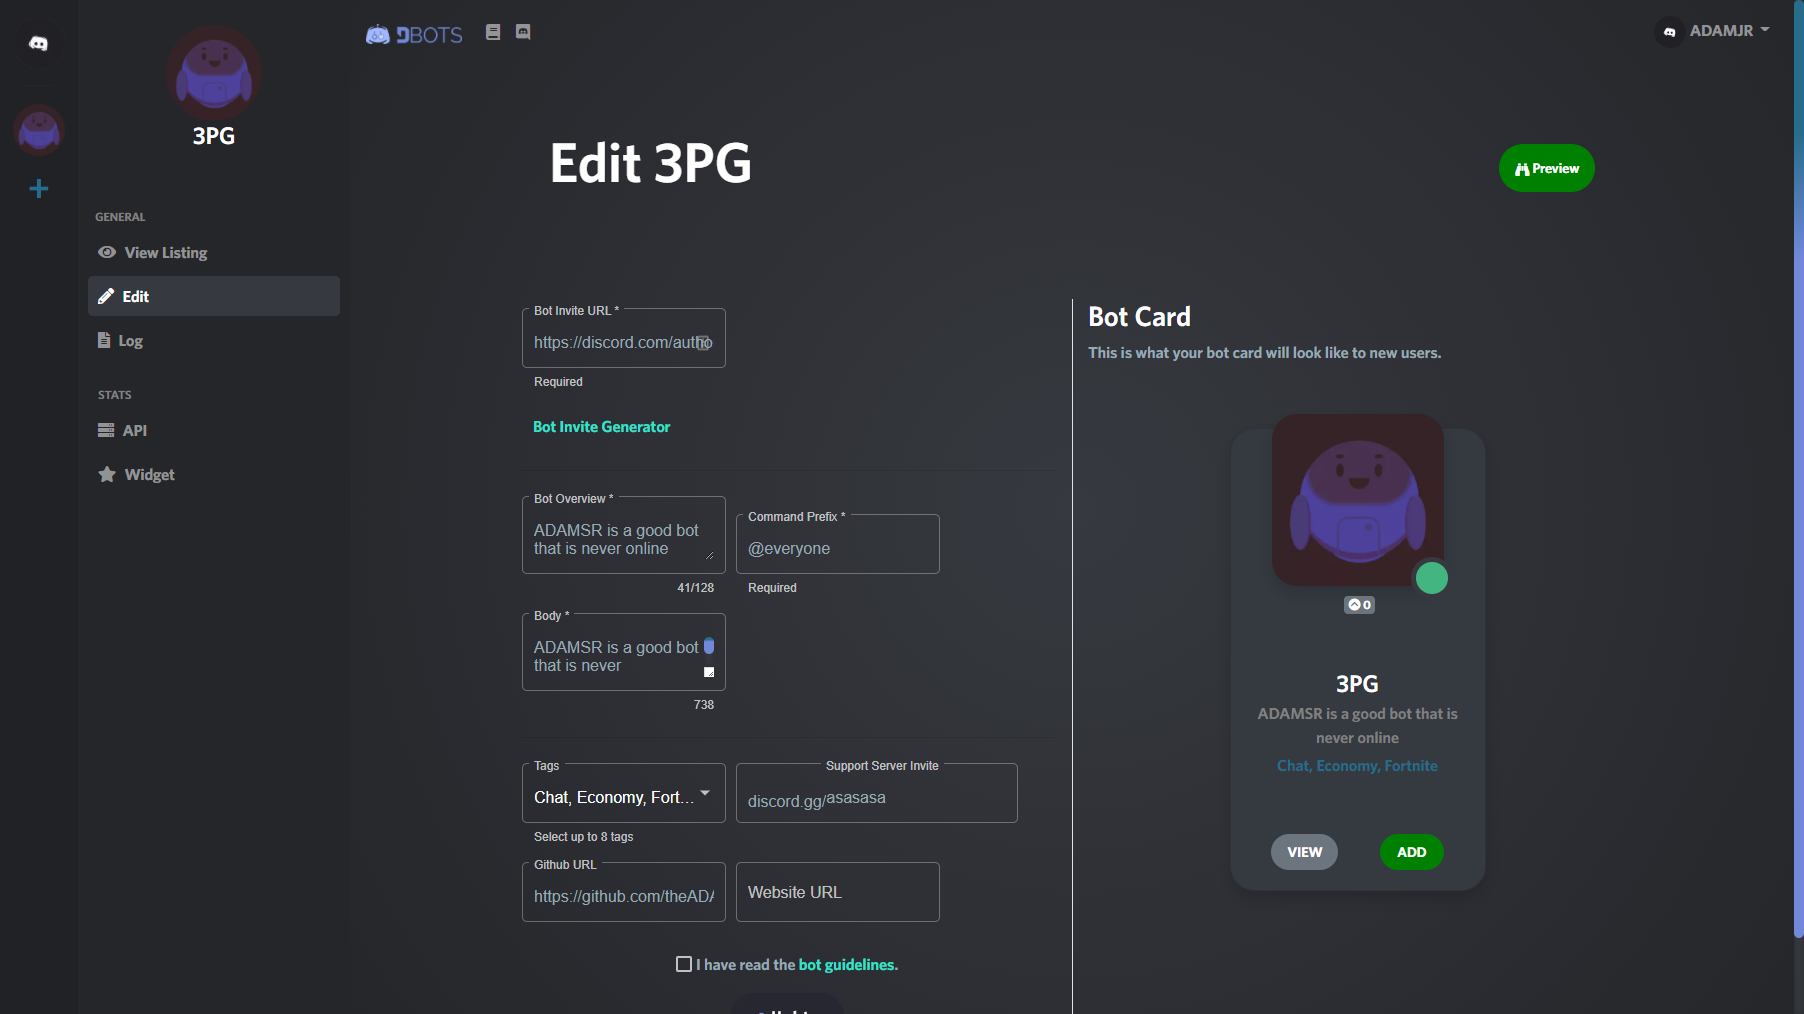 3PG
GENERAL
View Listing
Edit
Log
STATS
API
Widget
DBOTS
ADAMJR
Edit 3PG
Preview
Bot Invite URL *
https://discord.com/autho
Required
Bot Invite Generator
Bot Overview *
ADAMSR is a good bot
that is never online
41/128
Command Prefix *
@everyone
Required
Body *
ADAMSR is a good bot
that is never
738
Tags
Chat, Economy, Fort...
Select up to 8 tags
Support Server Invite
discord.gg/asasasa
Github URL
https://github.com/theADA
Website URL
I have read the bot guidelines.
Bot Card
This is what your bot card will look like to new users.
0
3PG
ADAMSR is a good bot that is
never online
Chat, Economy, Fortnite
VIEW
ADD